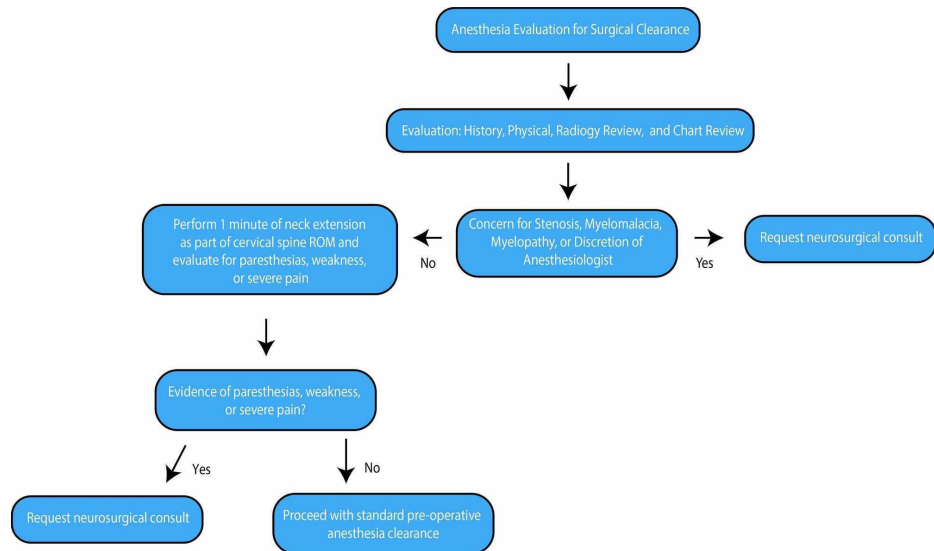 Anesthesia Evaluation for Surgical Clearance
Evaluation: History, Physical, Radiogy Review, and Chart Review
Perform 1 minute of neck extension
as part of cervical spine ROM and
evaluate for paresthesias, weakness,
or severe pain
No
Concern for Stenosis, Myelomalacia,
Myelopathy, or Discretion of
Anesthesiologist
Yes
Request neurosurgical consult
Evidence of paresthesias, weakness,
or severe pain?
Yes
No
Request neurosurgical consult
Proceed with standard pre-operative
anesthesia clearance